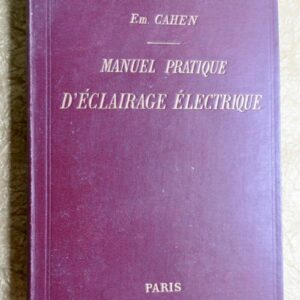 Em. CAHEN
MANUEL PRATIQUE
D'ÉCLAIRAGE ÉLECTRIQUE
PARIS